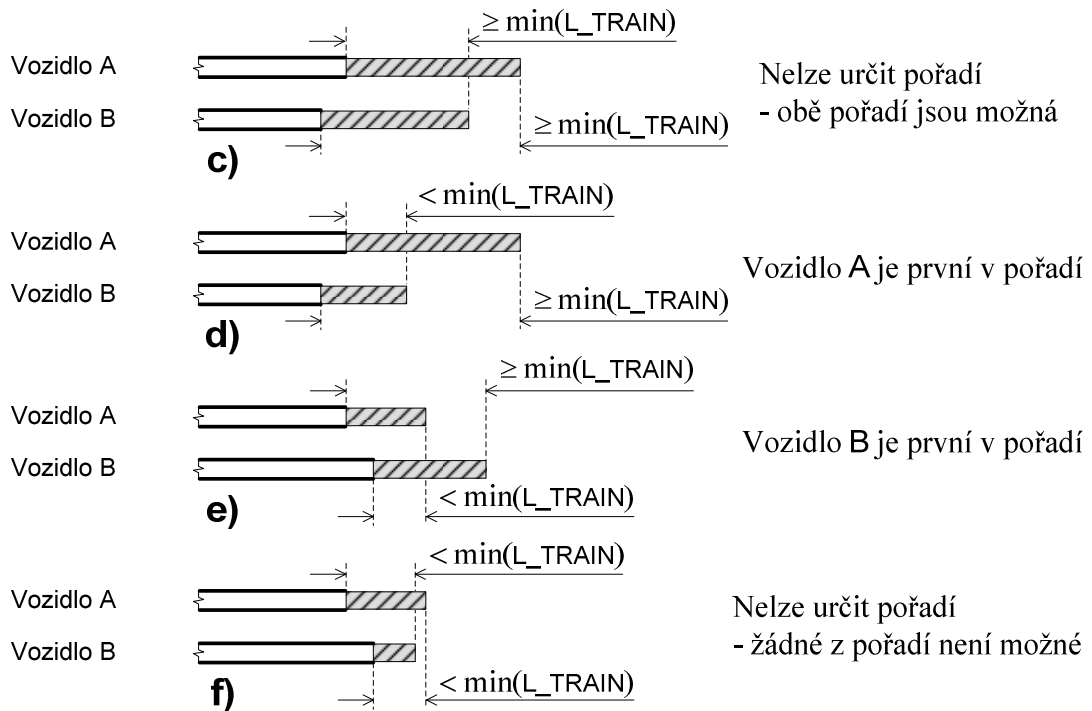 ≥ min(L_TRAIN)
Vozidlo A
Vozidlo B
≥ min(L_TRAIN)
c)
Nelze určit pořadí
- obě pořadí jsou možná
< min(L_TRAIN)
Vozidlo A
Vozidlo B
≥ min(L_TRAIN)
d)
Vozidlo A je první v pořadí
≥ min(L_TRAIN)
Vozidlo A
Vozidlo B
< min(L_TRAIN)
e)
Vozidlo B je první v pořadí
< min(L_TRAIN)
Vozidlo A
Vozidlo B
< min(L_TRAIN)
f)
Nelze určit pořadí
- žádné z pořadí není možné